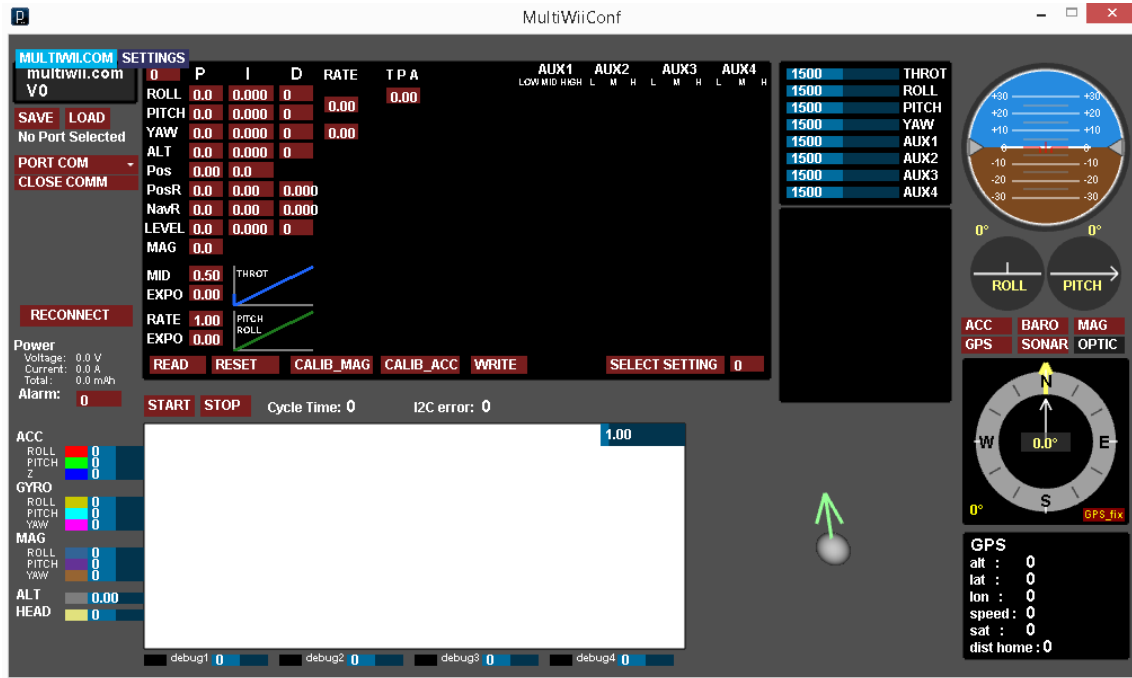 MultiWiiConf
MULTIWII.COM SETTINGS
multiwii.com
V0
SAVE LOAD
No Port Selected
PORT COM
CLOSE COMM
RECONNECT
Power
Voltage: 0.0 V
Current: 0.0 A
Total: 0.0 mAh
Alarm: 0
0 P I D RATE T P A
ROLL 0.0 0.000 0
0.00
0.00
PITCH 0.0 0.000 0
YAW 0.0 0.000 0 0.00
ALT 0.0 0.000 0
Pos 0.00 0.0
PosR 0.0 0.00 0.000
NavR 0.0 0.00 0.000
LEVEL 0.0 0.000 0
MAG 0.0
MID 0.50 THROT
EXPO 0.00
RATE 1.00 PITCH
ROLL
EXPO 0.00
AUX1 AUX2 AUX3 AUX4
LOW MID HIGH L M H L M H L M H
READ RESET CALIB_MAG CALIB_ACC WRITE SELECT SETTING 0
1500 THROT
1500 ROLL
1500 PITCH
1500 YAW
1500 AUX1
1500 AUX2
1500 AUX3
1500 AUX4
+30 +30
+20 +20
+10 +10
0 0
-10 -10
-20 -20
-30 -30
0° 0°
ROLL PITCH
ACC BARO MAG
GPS SONAR OPTIC
START STOP Cycle Time: 0 I2C error: 0
1.00
ACC
ROLL 0
PITCH 0
Z 0
GYRO
ROLL 0
PITCH 0
YAW 0
MAG
ROLL 0
PITCH 0
YAW 0
ALT 0.00
HEAD 0
debug1 0 debug2 0 debug3 0 debug4 0
N
W 0.0° E
S
0° GPS_fix
GPS
alt : 0
lat : 0
lon : 0
speed : 0
sat : 0
dist home : 0